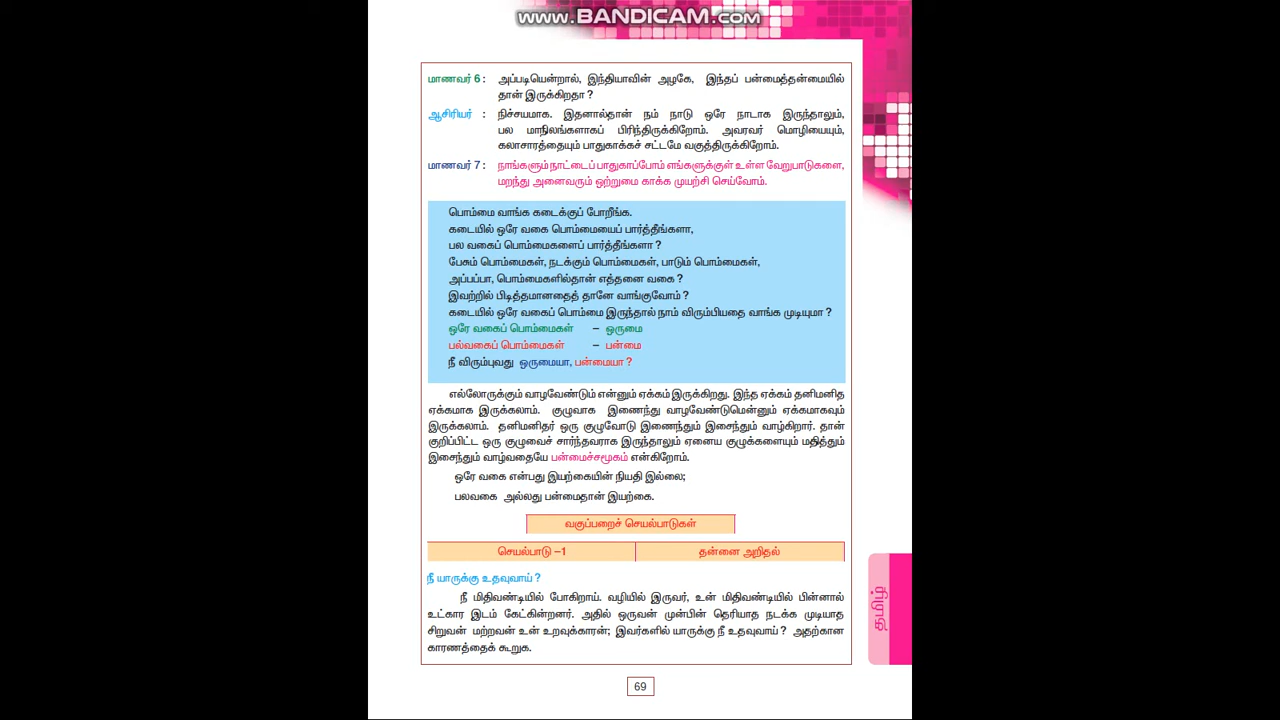 www.BANDICAM.com
மாணவர் 6 : அப்படியென்றால், இந்தியாவின் அழகே, இந்தப் பன்மைத்தன்மையில்
தான் இருக்கிறதா ?
ஆசிரியர் : நிச்சயமாக. இதனால்தான் நம் நாடு ஒரே நாடாக இருந்தாலும்,
பல மாநிலங்களாகப் பிரிந்திருக்கிறோம். அவரவர் மொழியையும்,
கலாசாரத்தையும் பாதுகாக்கச் சட்டமே வகுத்திருக்கிறோம்.
மாணவர் 7 : நாங்களும் நாட்டைப் பாதுகாப்போம் எங்களுக்குள் உள்ள வேறுபாடுகளை,
மறந்து அனைவரும் ஒற்றுமை காக்க முயற்சி செய்வோம்.
பொம்மை வாங்க கடைக்குப் போறீங்க.
கடையில் ஒரே வகை பொம்மையைப் பார்த்தீங்களா,
பல வகைப் பொம்மைகளைப் பார்த்தீங்களா ?
பேசும் பொம்மைகள், நடக்கும் பொம்மைகள், பாடும் பொம்மைகள்,
அப்பப்பா, பொம்மைகளில்தான் எத்தனை வகை ?
இவற்றில் பிடித்தமானதைத் தானே வாங்குவோம் ?
கடையில் ஒரே வகைப் பொம்மை இருந்தால் நாம் விரும்பியதை வாங்க முடியுமா ?
ஒரே வகைப் பொம்மைகள் – ஒருமை
பல்வகைப் பொம்மைகள் – பன்மை
நீ விரும்புவது ஒருமையா, பன்மையா ?
எல்லோருக்கும் வாழவேண்டும் என்னும் ஏக்கம் இருக்கிறது. இந்த ஏக்கம் தனிமனித
ஏக்கமாக இருக்கலாம். குழுவாக இணைந்து வாழவேண்டுமென்னும் ஏக்கமாகவும்
இருக்கலாம். தனிமனிதர் ஒரு குழுவோடு இணைந்தும் இசைந்தும் வாழ்கிறார். தான்
குறிப்பிட்ட ஒரு குழுவைச் சார்ந்தவராக இருந்தாலும் ஏனைய குழுக்களையும் மதித்தும்
இசைந்தும் வாழ்வதையே பன்மைச்சமூகம் என்கிறோம்.
ஒரே வகை என்பது இயற்கையின் நியதி இல்லை;
பலவகை அல்லது பன்மைதான் இயற்கை.
வகுப்பறைச் செயல்பாடுகள்
செயல்பாடு –1 தன்னை அறிதல்
நீ யாருக்கு உதவுவாய் ?
நீ மிதிவண்டியில் போகிறாய். வழியில் இருவர், உன் மிதிவண்டியில் பின்னால்
உட்கார இடம் கேட்கின்றனர். அதில் ஒருவன் முன்பின் தெரியாத நடக்க முடியாத
சிறுவன் மற்றவன் உன் உறவுக்காரன்; இவர்களில் யாருக்கு நீ உதவுவாய் ? அதற்கான
காரணத்தைக் கூறுக.
தமிழ்
69